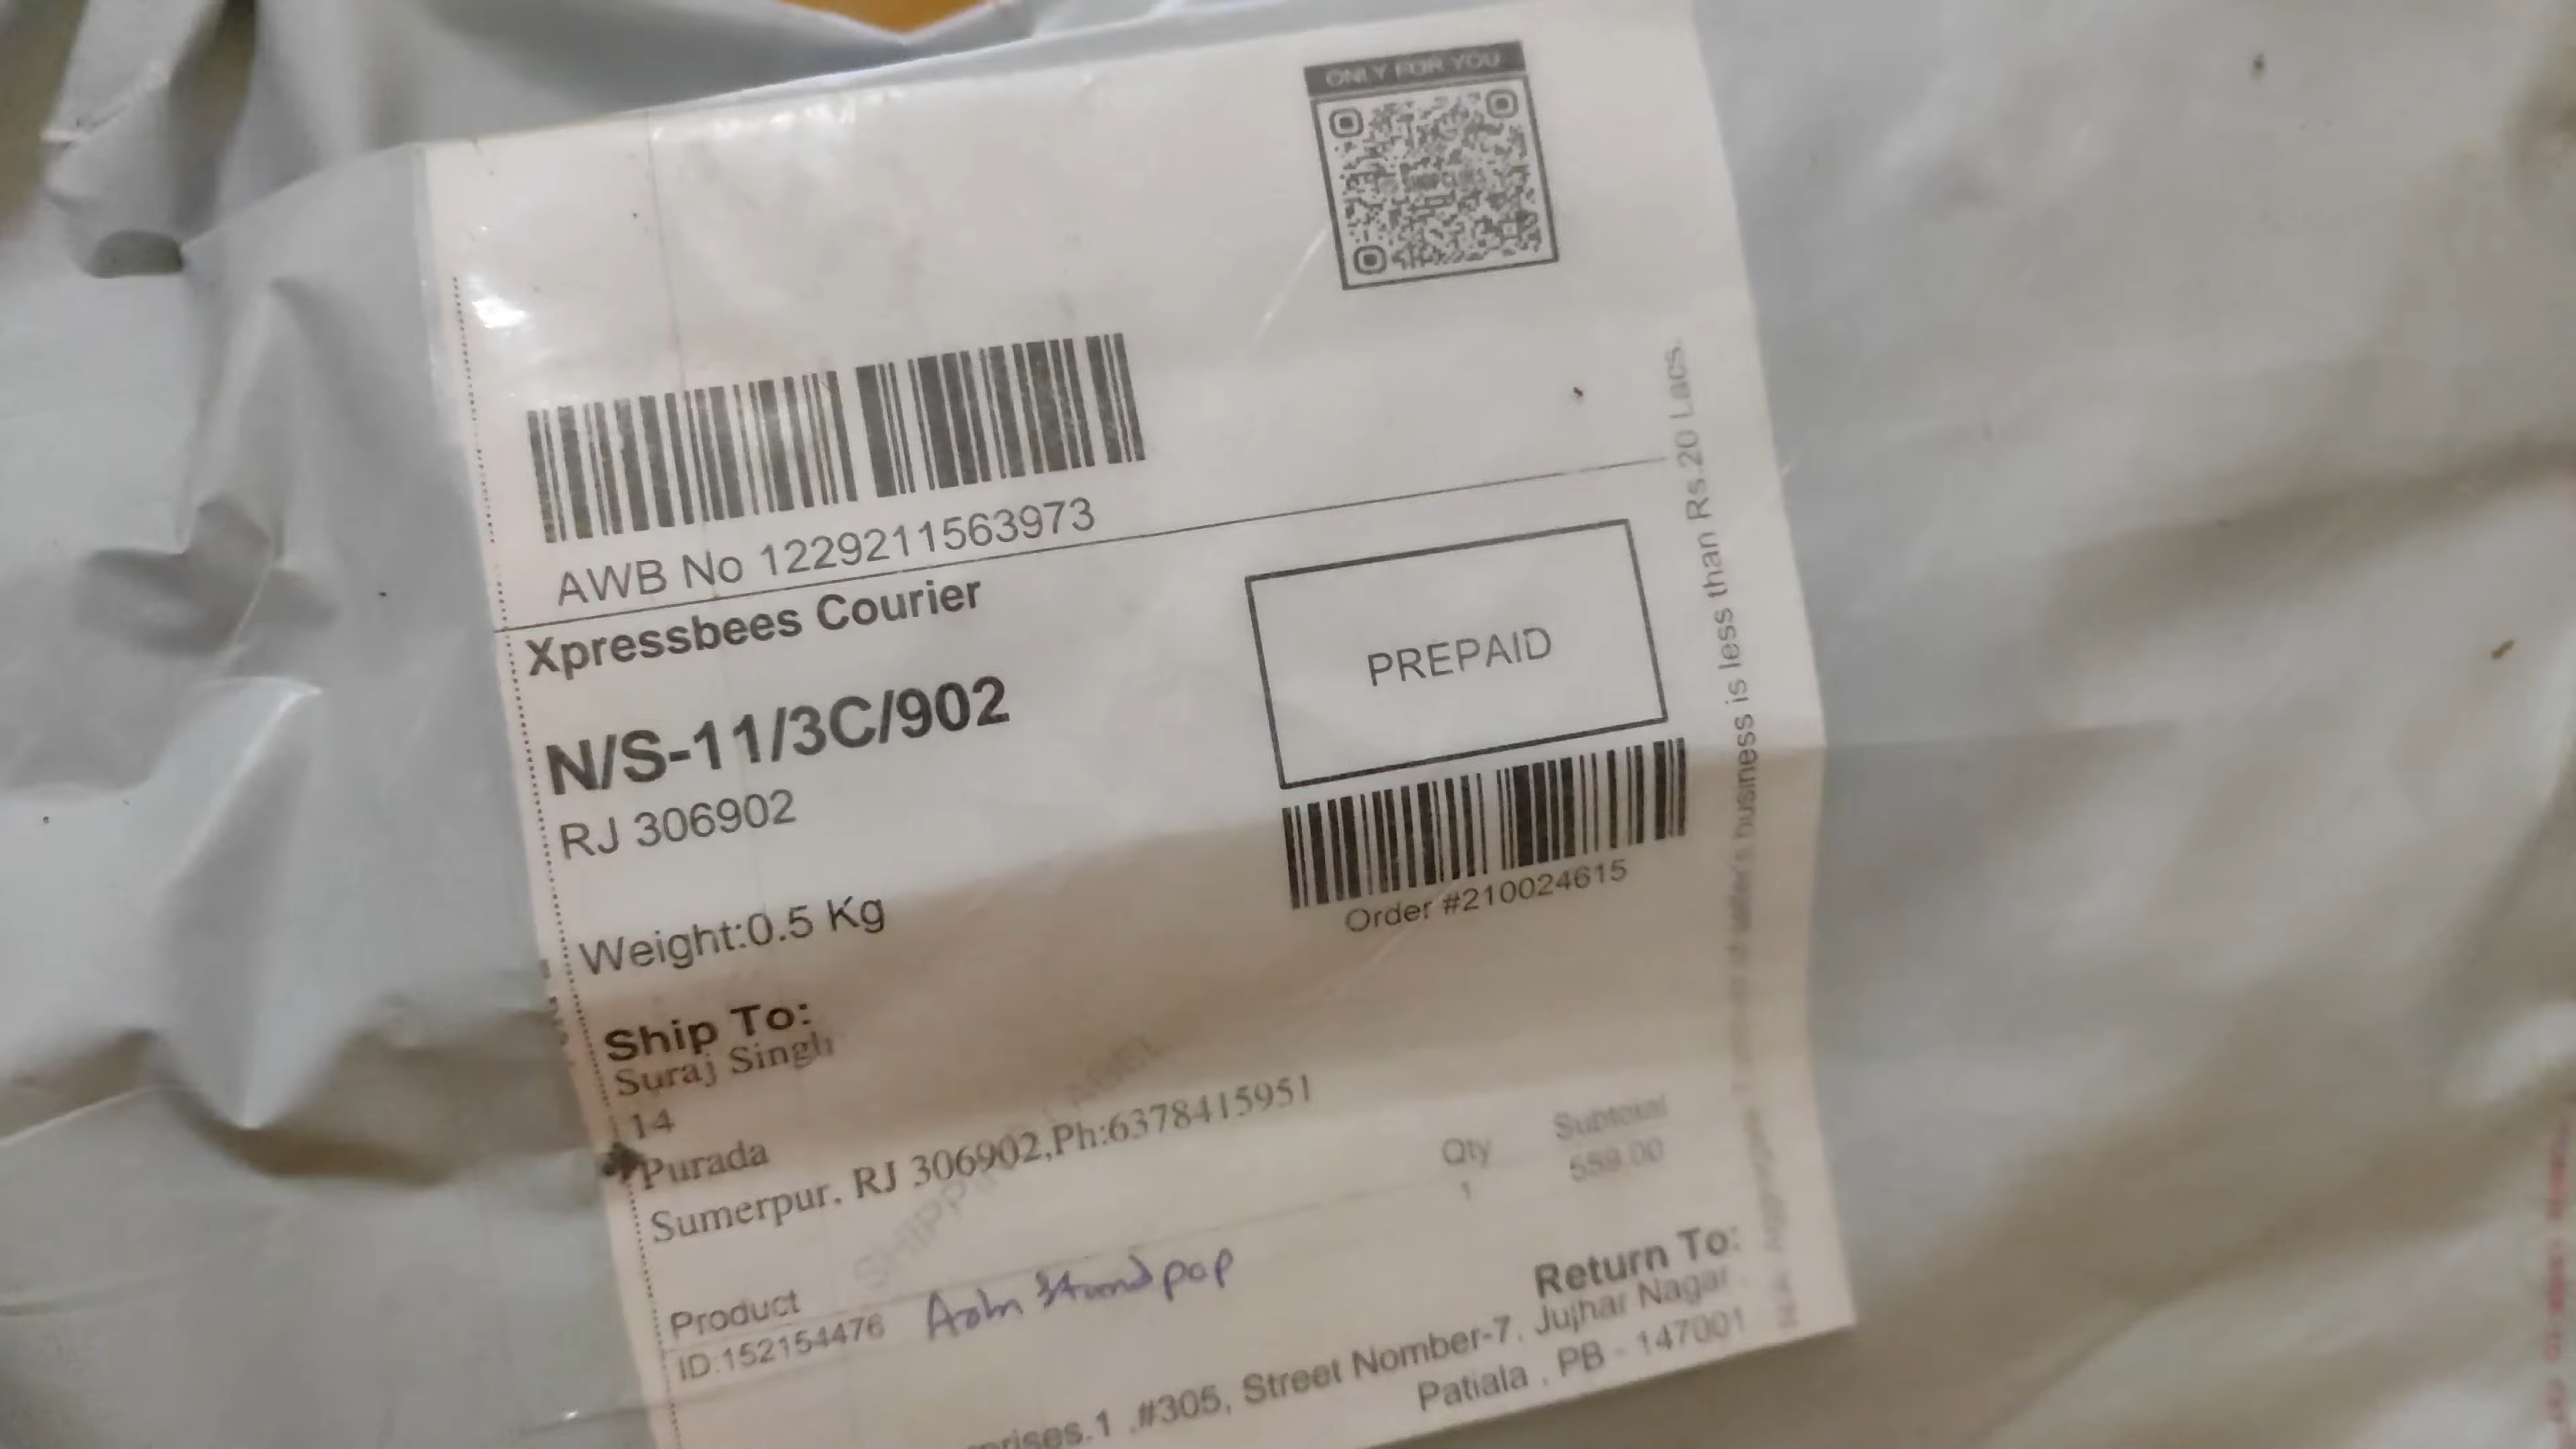 ONLY FOR YOU
AWB No 1229211563973
Xpressbees Courier
N/S-11/3C/902
RJ 306902
PREPAID
Order #210024615
Weight:0.5 Kg
Ship To:
Suraj Singh
14
Purada
Sumerpur, RJ 306902,Ph:6378415951
SHIPPING LABEL
Product Qty Subtotal
ID:152154476 1 559.00
Return To:
#305, Street Nomber-7, Jujhar Nagar
Patiala , PB - 147001
seller's business is less than Rs.20 Lacs.